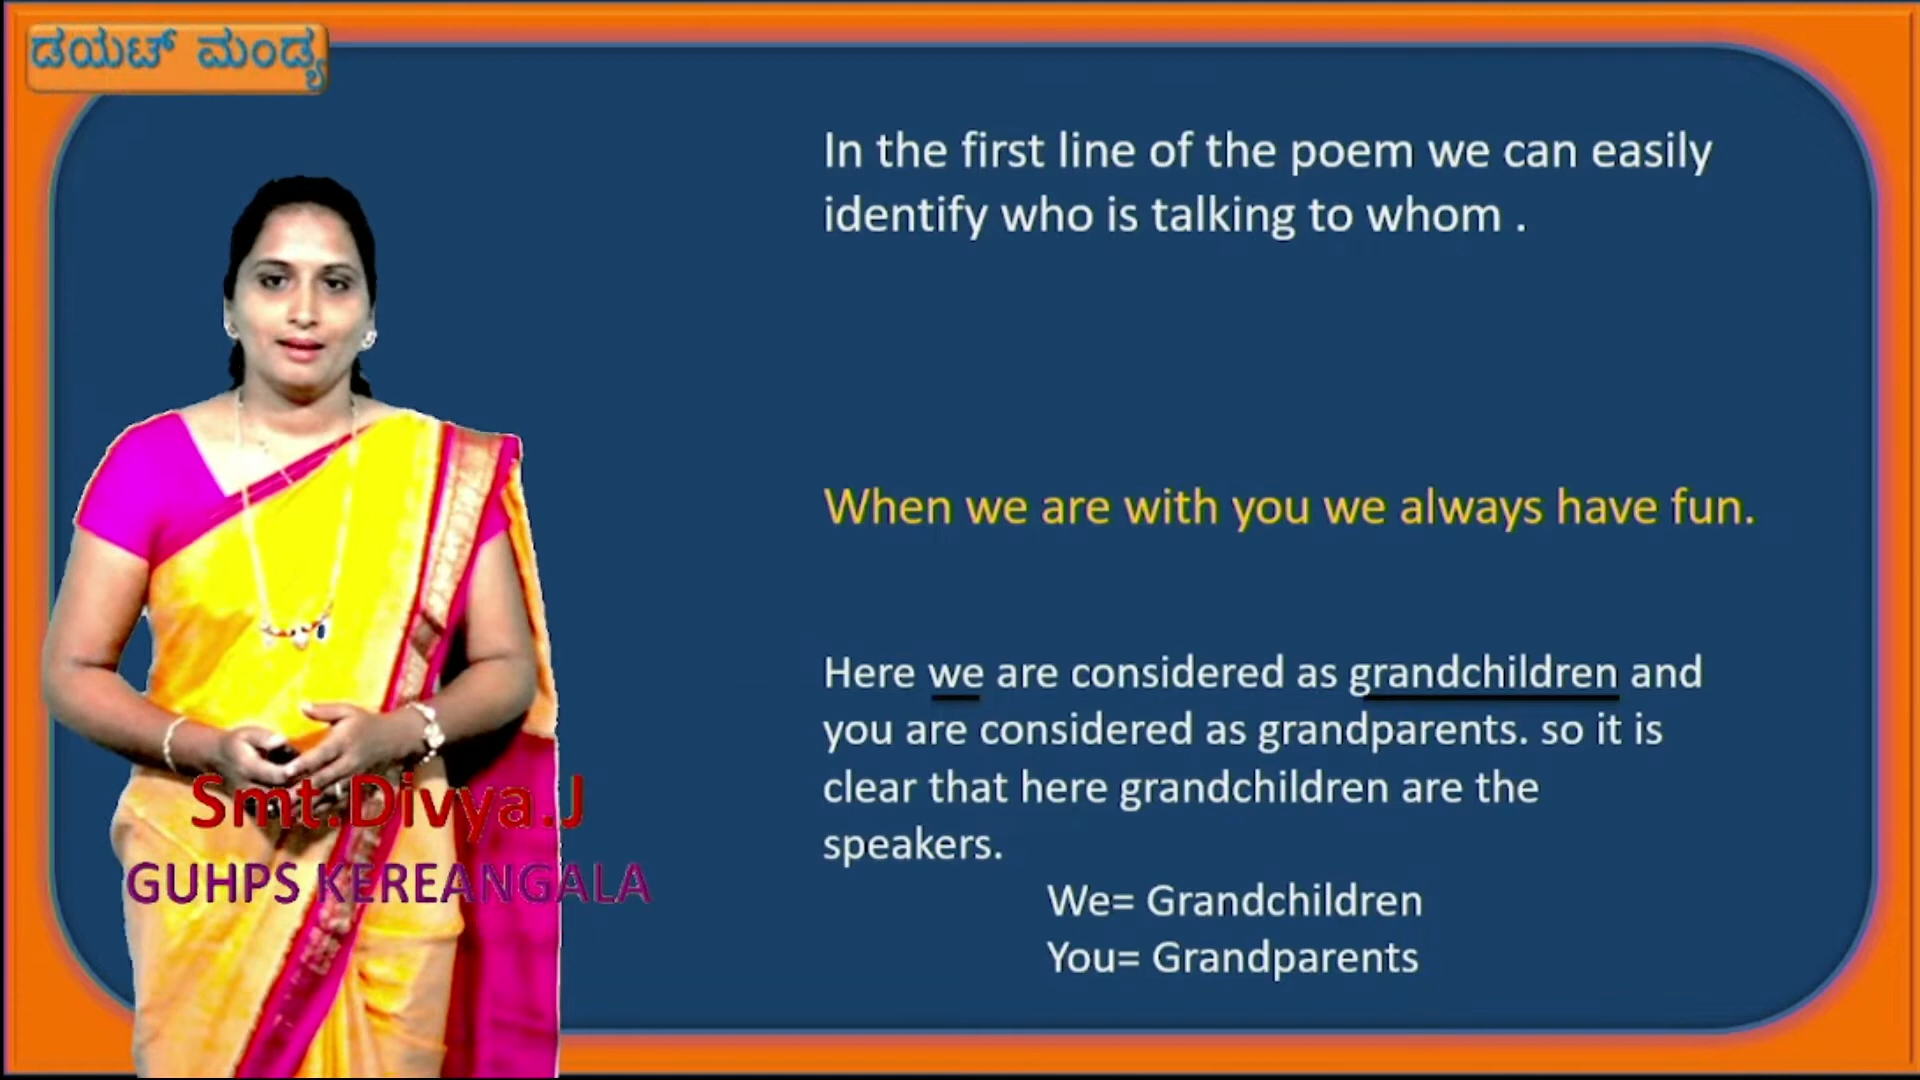 ಡಯಟ್ ಮಂಡ್ಯ
In the first line of the poem we can easily
identify who is talking to whom .
When we are with you we always have fun.
Here we are considered as grandchildren and
you are considered as grandparents. so it is
clear that here grandchildren are the
speakers.
We= Grandchildren
You= Grandparents
Smt.Divya.J
GUHPS KEREANGALA